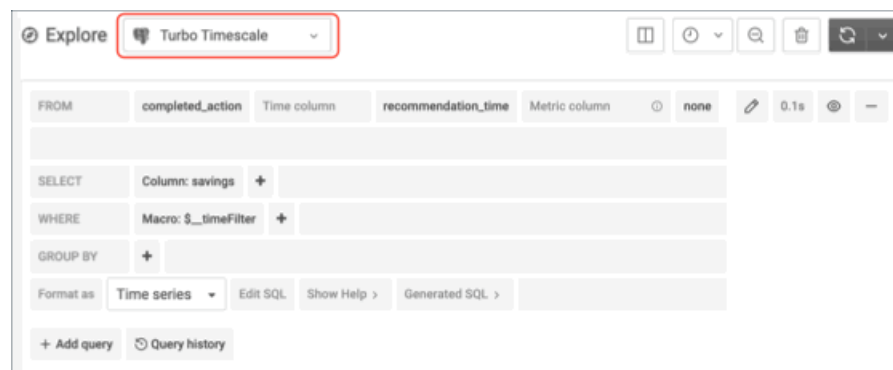 Explore Turbo Timescale
FROM completed_action Time column recommendation_time Metric column none 0.1s
SELECT Column: savings +
WHERE Macro: $__timeFilter +
GROUP BY +
Format as Time series Edit SQL Show Help > Generated SQL >
+ Add query Query history